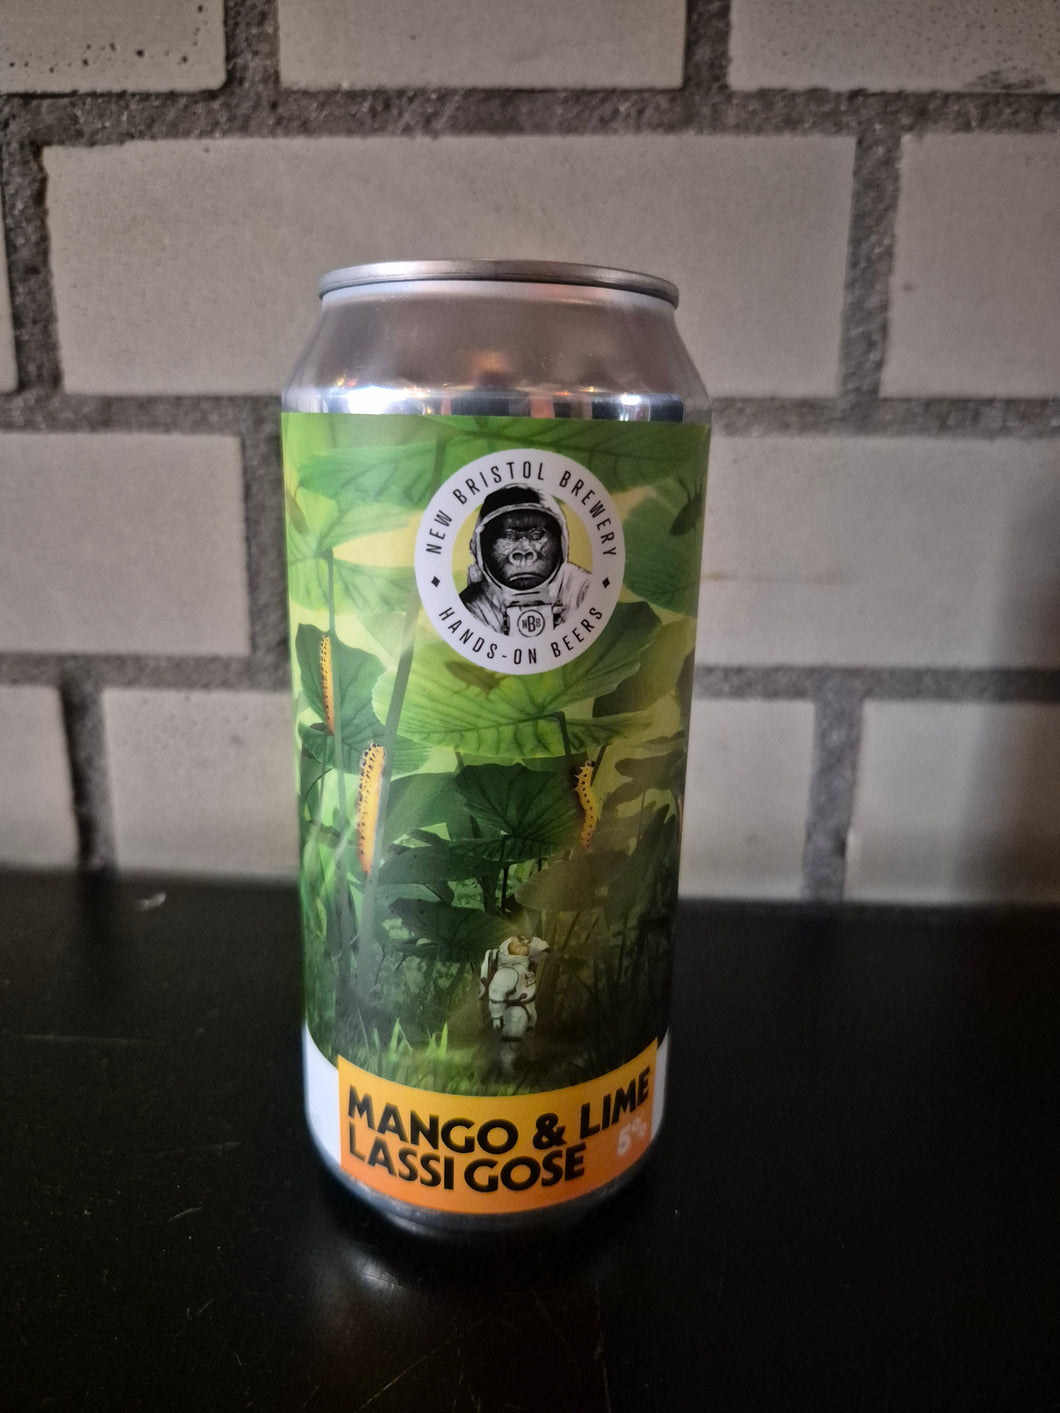 NEW BRISTOL BREWERY
NBB
HANDS-ON BEERS
MANGO & LIME
LASSI GOSE 5%